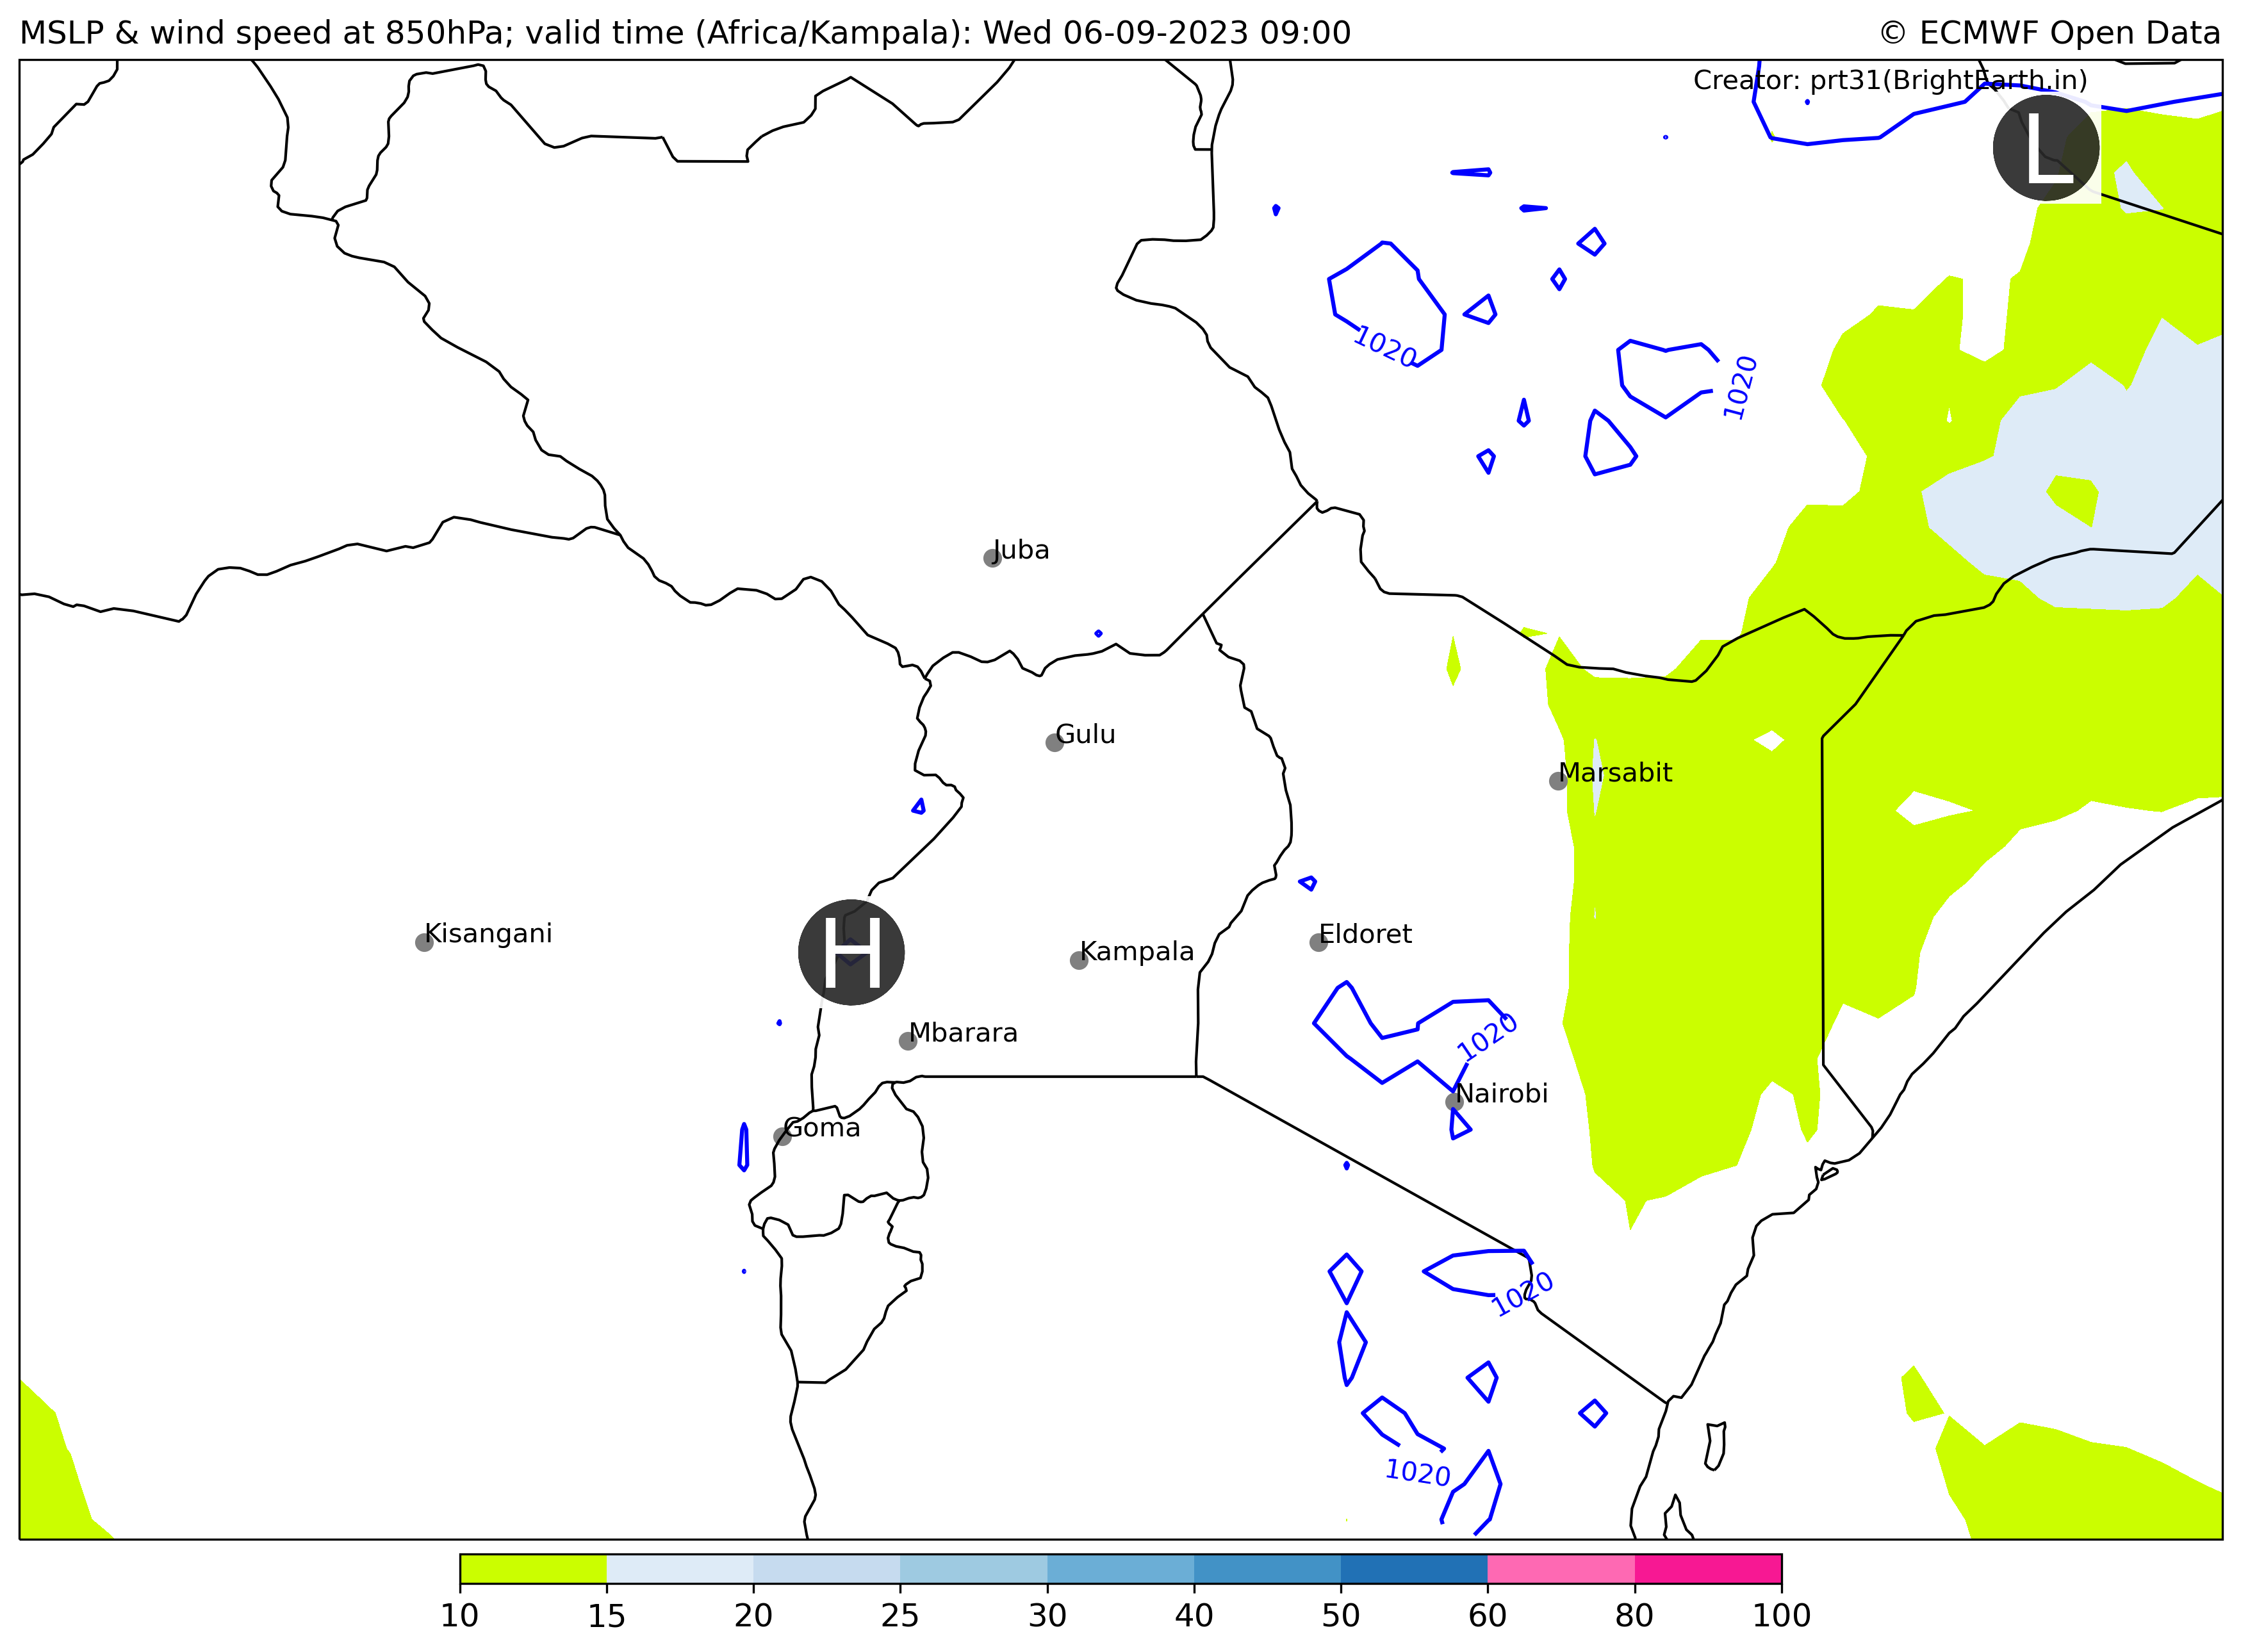 MSLP & wind speed at 850hPa; valid time (Africa/Kampala): Wed 06-09-2023 09:00
© ECMWF Open Data
Creator: prt31(BrightEarth.in)
L
1020
1020
Juba
Gulu
Marsabit
Kisangani
H
Kampala
Eldoret
Mbarara
1020
Nairobi
Goma
1020
1020
10 15 20 25 30 40 50 60 80 100